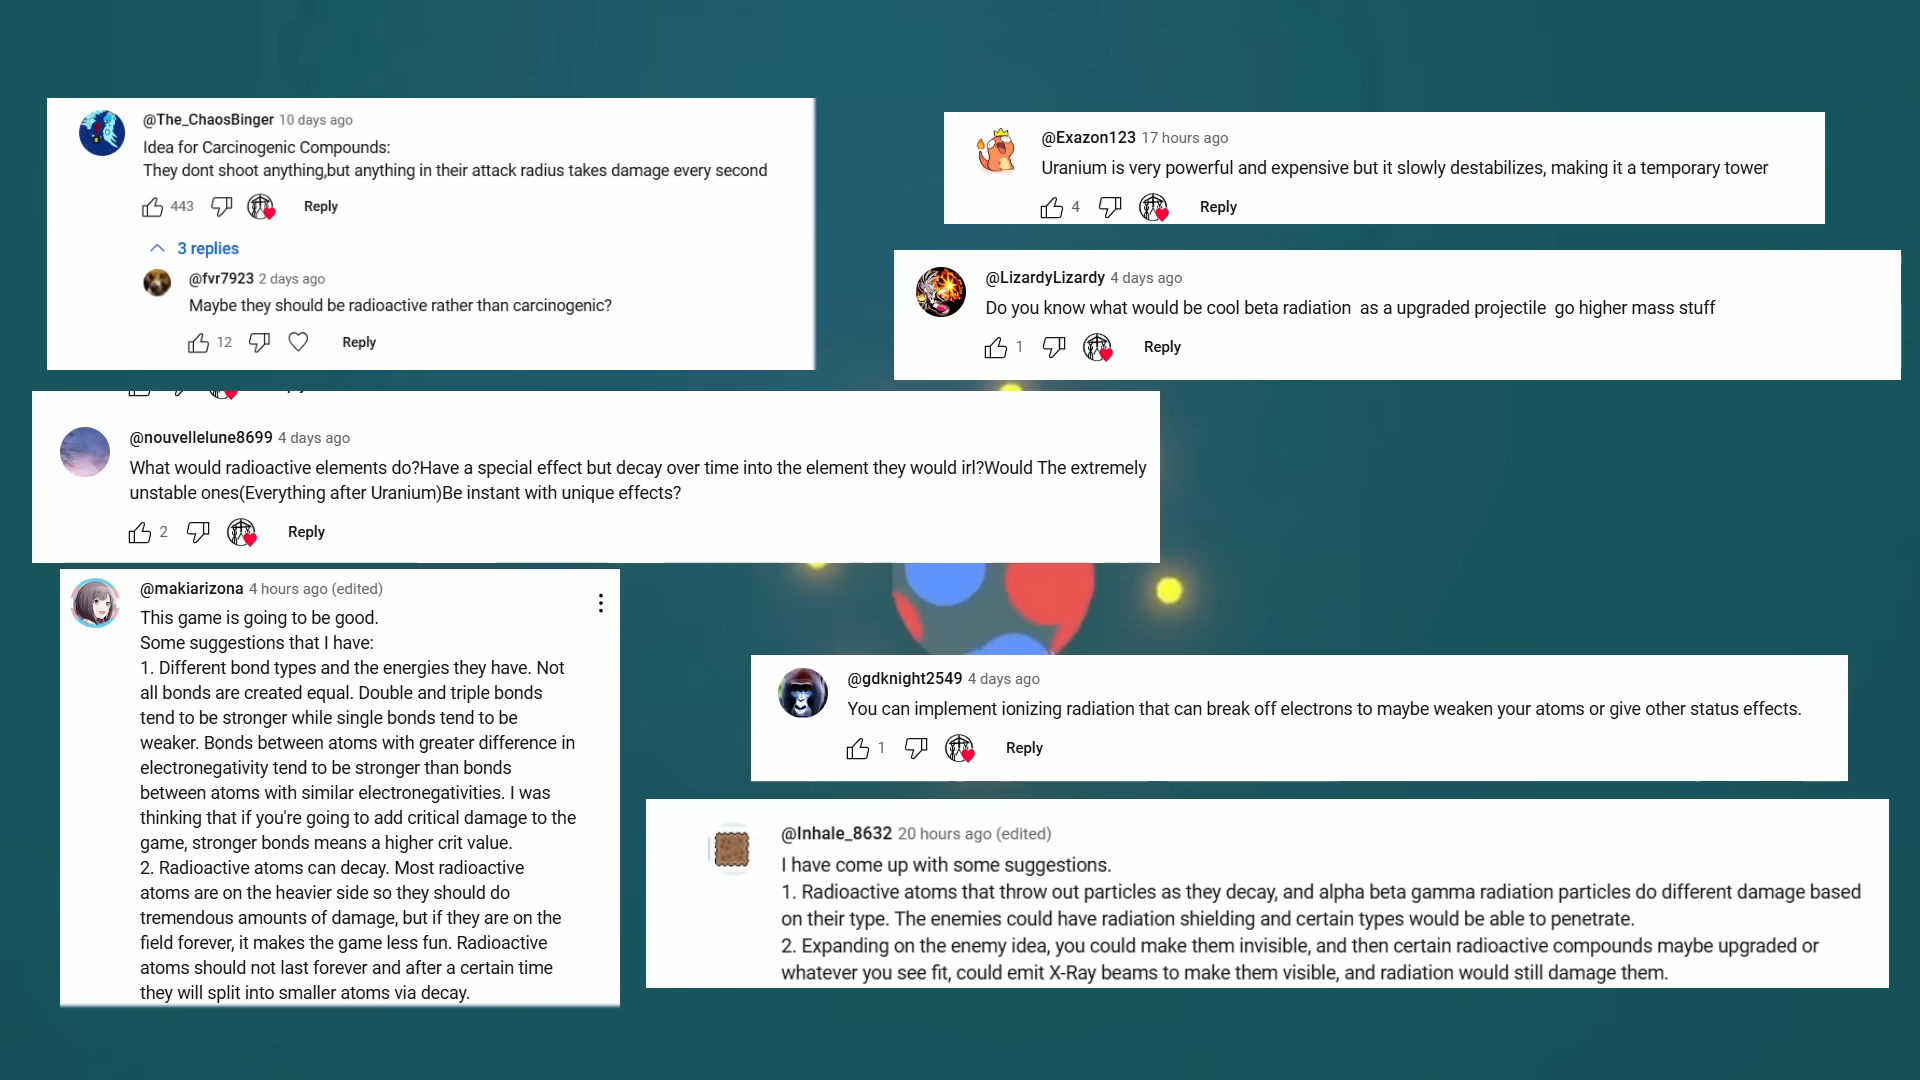 @The_ChaosBinger 10 days ago
Idea for Carcinogenic Compounds:
They dont shoot anything,but anything in their attack radius takes damage every second
443 Reply
3 replies
@fvr7923 2 days ago
Maybe they should be radioactive rather than carcinogenic?
12 Reply
@Exazon123 17 hours ago
Uranium is very powerful and expensive but it slowly destabilizes, making it a temporary tower
4 Reply
@LizardyLizardy 4 days ago
Do you know what would be cool beta radiation  as a upgraded projectile  go higher mass stuff
1 Reply
@nouvellelune8699 4 days ago
What would radioactive elements do?Have a special effect but decay over time into the element they would irl?Would The extremely
unstable ones(Everything after Uranium)Be instant with unique effects?
2 Reply
@makiarizona 4 hours ago (edited)
This game is going to be good.
Some suggestions that I have:
1. Different bond types and the energies they have. Not
all bonds are created equal. Double and triple bonds
tend to be stronger while single bonds tend to be
weaker. Bonds between atoms with greater difference in
electronegativity tend to be stronger than bonds
between atoms with similar electronegativities. I was
thinking that if you're going to add critical damage to the
game, stronger bonds means a higher crit value.
2. Radioactive atoms can decay. Most radioactive
atoms are on the heavier side so they should do
tremendous amounts of damage, but if they are on the
field forever, it makes the game less fun. Radioactive
atoms should not last forever and after a certain time
they will split into smaller atoms via decay.
@gdknight2549 4 days ago
You can implement ionizing radiation that can break off electrons to maybe weaken your atoms or give other status effects.
1 Reply
@Inhale_8632 20 hours ago (edited)
I have come up with some suggestions.
1. Radioactive atoms that throw out particles as they decay, and alpha beta gamma radiation particles do different damage based
on their type. The enemies could have radiation shielding and certain types would be able to penetrate.
2. Expanding on the enemy idea, you could make them invisible, and then certain radioactive compounds maybe upgraded or
whatever you see fit, could emit X-Ray beams to make them visible, and radiation would still damage them.